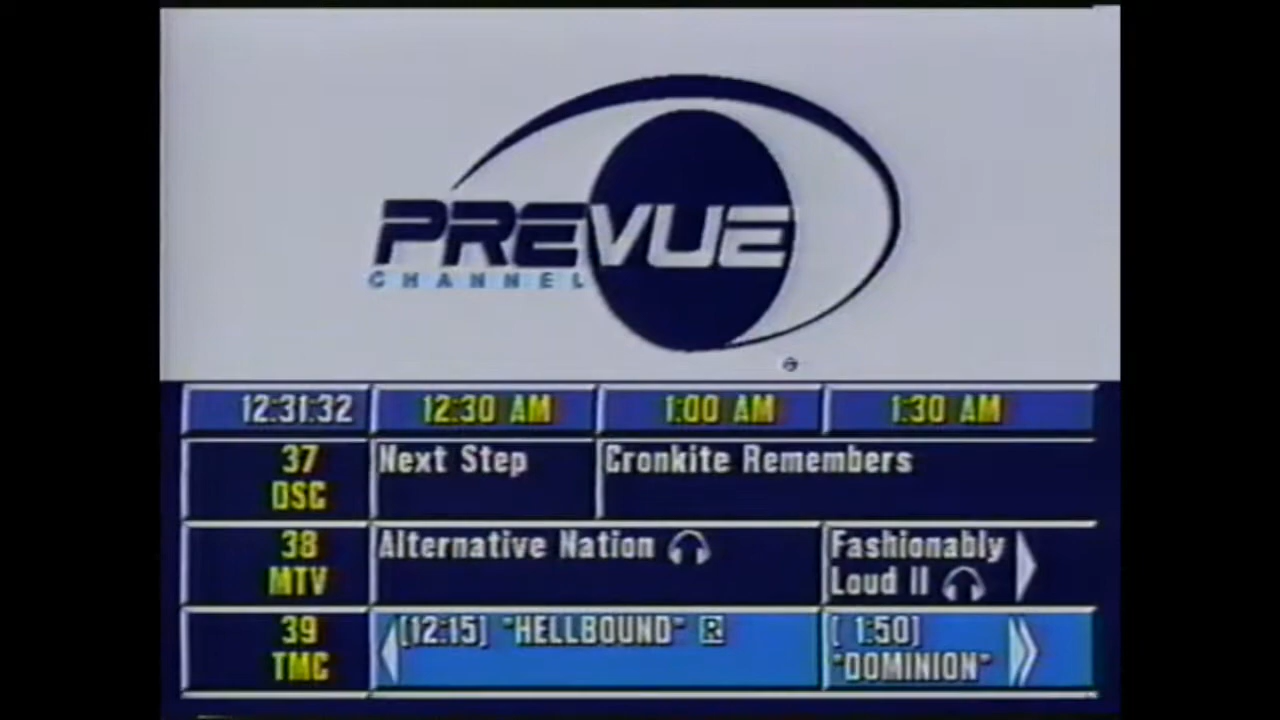 PREVUE
CHANNEL
®
12:31:32 12:30 AM 1:00 AM 1:30 AM
37 Next Step Cronkite Remembers
DSC
38 Alternative Nation Fashionably
MTV Loud II
39 [12:15] "HELLBOUND" R [ 1:50]
TMC "DOMINION"